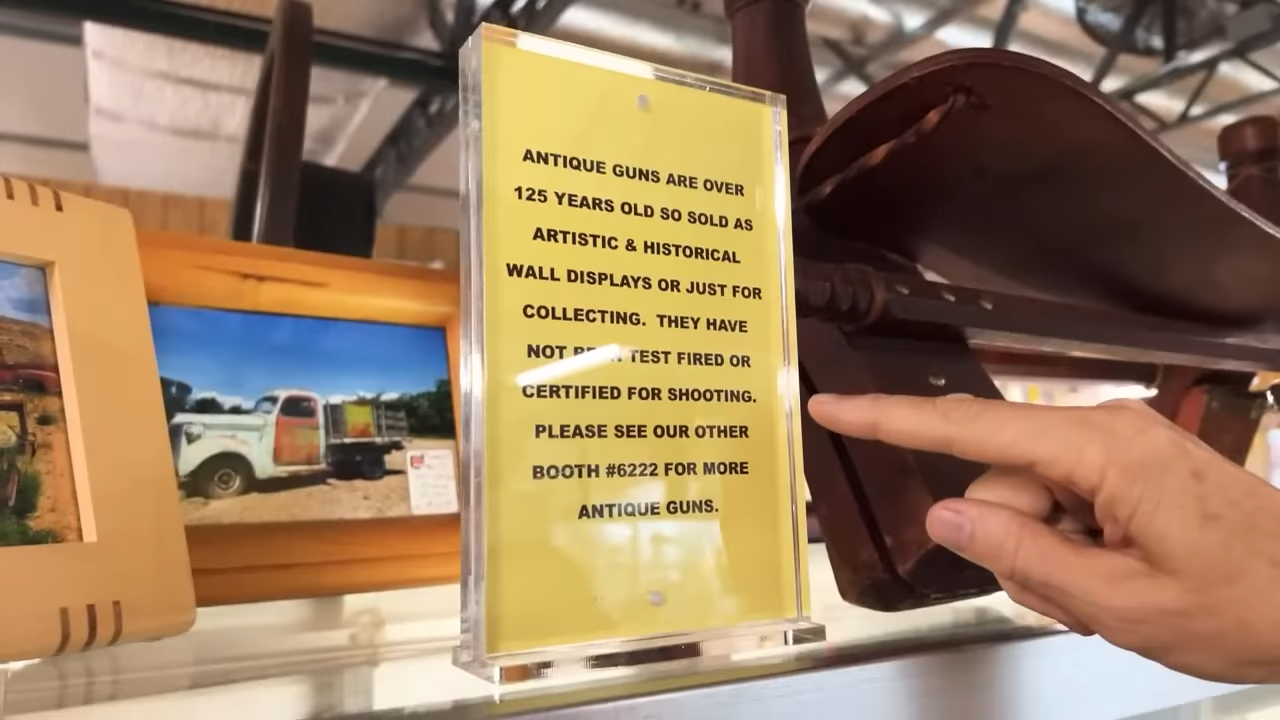 ANTIQUE GUNS ARE OVER
125 YEARS OLD SO SOLD AS
ARTISTIC & HISTORICAL
WALL DISPLAYS OR JUST FOR
COLLECTING. THEY HAVE
NOT BEEN TEST FIRED OR
CERTIFIED FOR SHOOTING.
PLEASE SEE OUR OTHER
BOOTH #6222 FOR MORE
ANTIQUE GUNS.